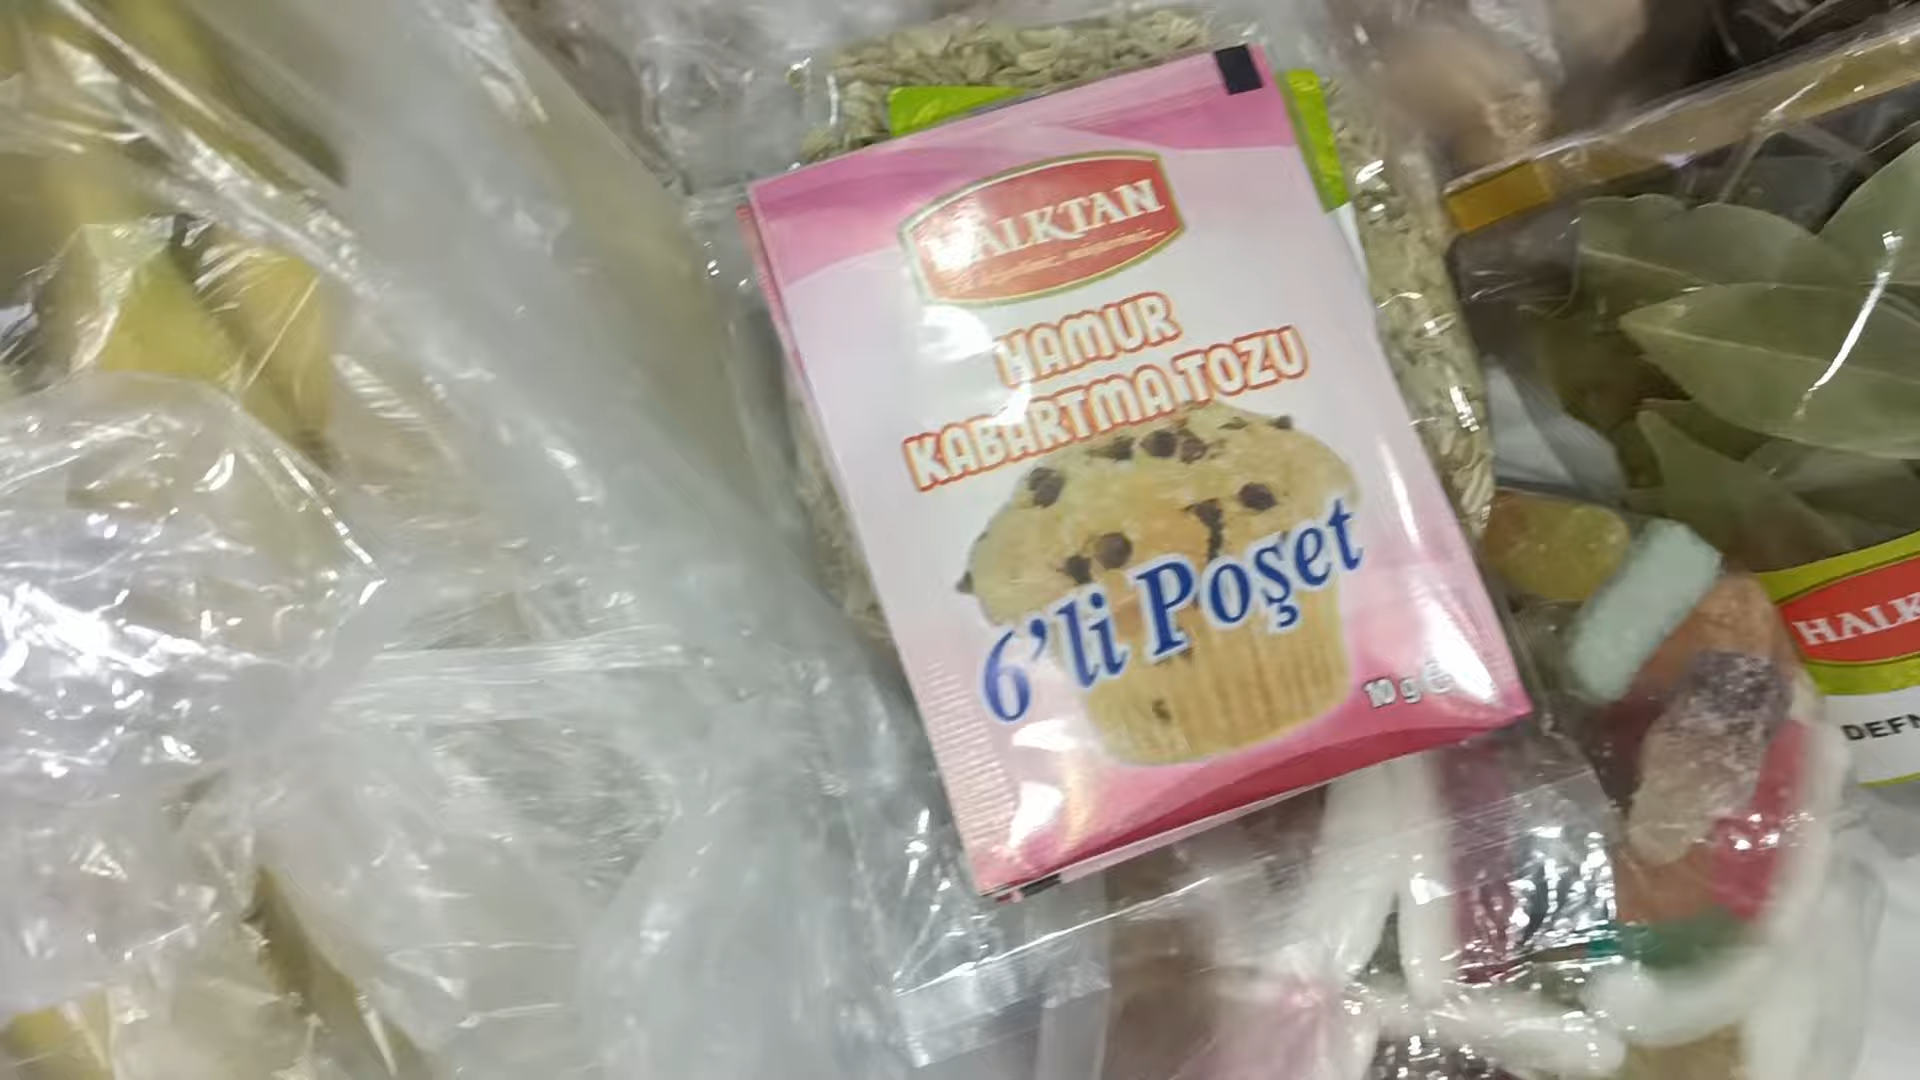 HALKTAN
HAMUR
KABARTMA TOZU
6'li Poşet
10 g e
HALK
DEFN